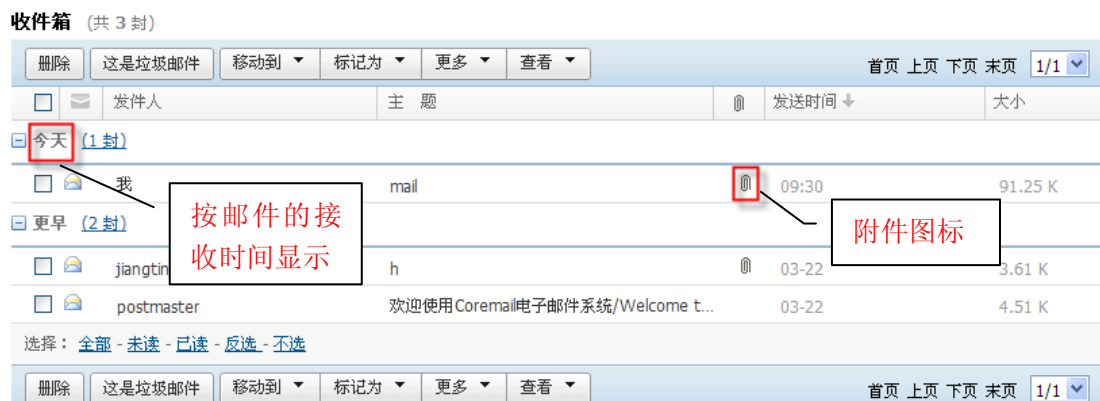 收件箱 (共 3 封)
删除 这是垃圾邮件 移动到 标记为 更多 查看 首页 上页 下页 末页 1/1
发件人 主 题 发送时间 大小
今天 (1 封)
我 mail 09:30 91.25 K
按邮件的接
收时间显示
附件图标
更早 (2 封)
jiangtin h 03-22 3.61 K
postmaster 欢迎使用Coremail电子邮件系统/Welcome t... 03-22 4.51 K
选择： 全部 - 未读 - 已读 - 反选 - 不选
删除 这是垃圾邮件 移动到 标记为 更多 查看 首页 上页 下页 末页 1/1